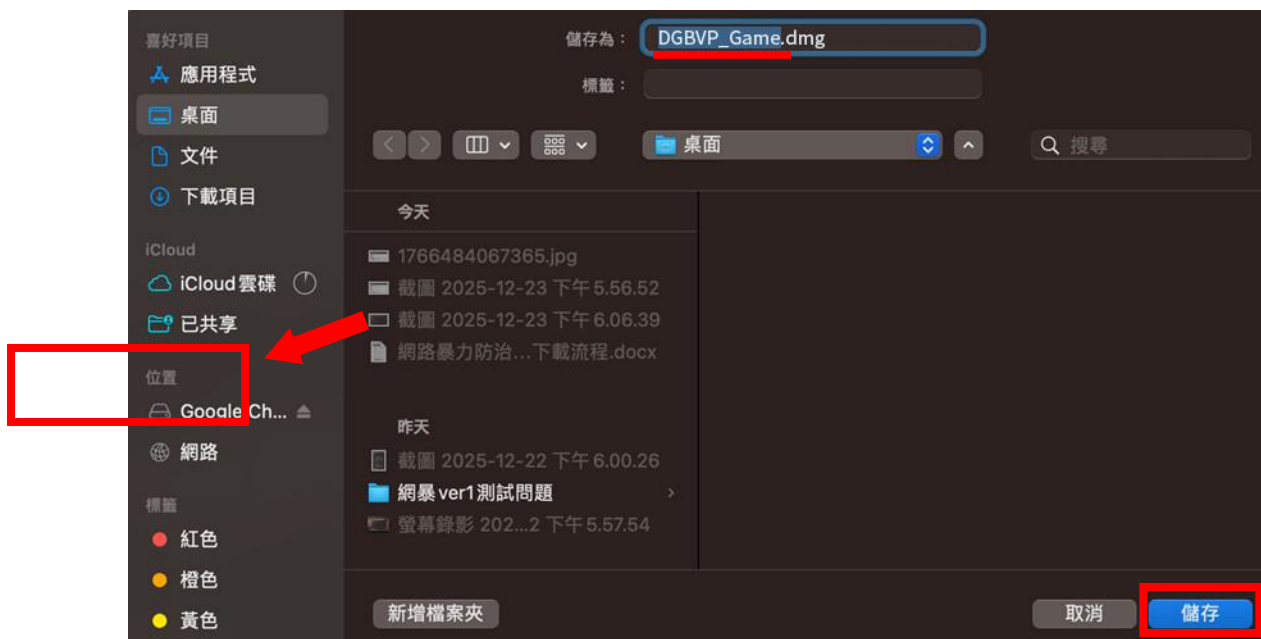 喜好項目
應用程式
桌面
文件
下載項目
iCloud
iCloud雲碟
已共享
位置
Google Ch...
網路
標籤
紅色
橙色
黃色
儲存為：
DGBVP_Game.dmg
標籤：
桌面
搜尋
今天
1766484067365.jpg
截圖 2025-12-23 下午5.56.52
截圖 2025-12-23 下午6.06.39
網路暴力防治...下載流程.docx
昨天
截圖 2025-12-22 下午6.00.26
網暴ver1測試問題
螢幕錄影 202...2 下午5.57.54
新增檔案夾
取消
儲存